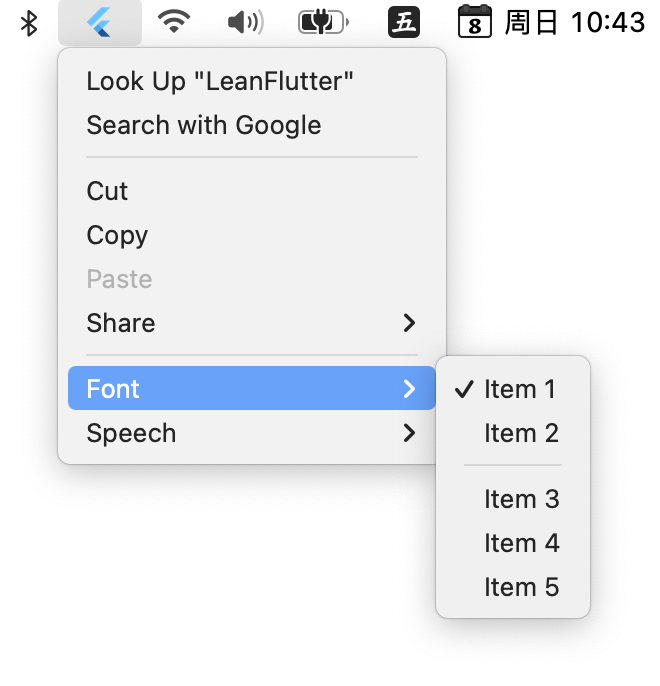 五 8 周日 10:43
Look Up "LeanFlutter"
Search with Google
Cut
Copy
Paste
Share
Font
Speech
✓ Item 1
Item 2
Item 3
Item 4
Item 5